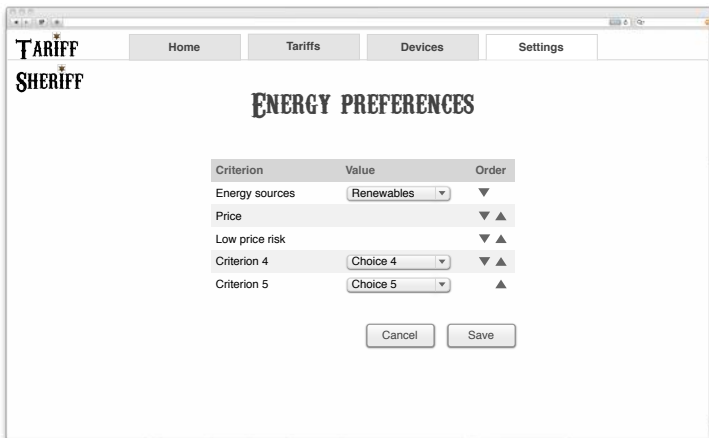 TARIFF
SHERIFF
Home
Tariffs
Devices
Settings
ENERGY PREFERENCES
Criterion Value Order
Energy sources Renewables
Price
Low price risk
Criterion 4 Choice 4
Criterion 5 Choice 5
Cancel Save